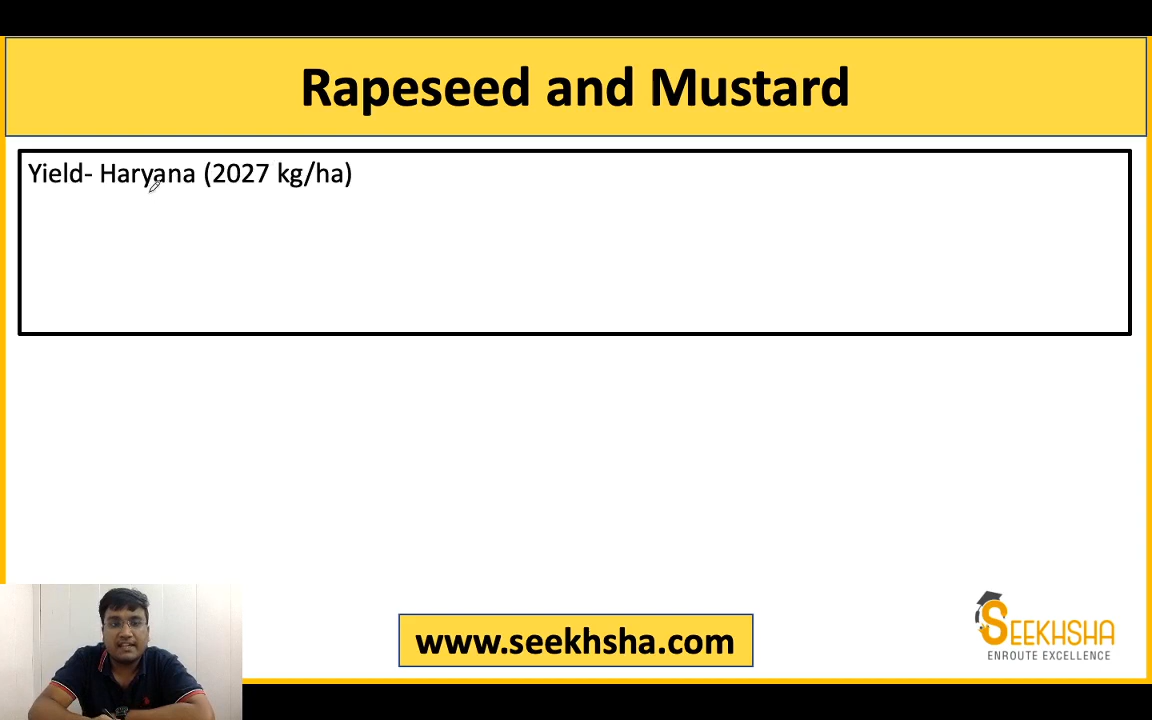 Rapeseed and Mustard
Yield- Haryana (2027 kg/ha)
www.seekhsha.com
SEEKHSHA
ENROUTE EXCELLENCE